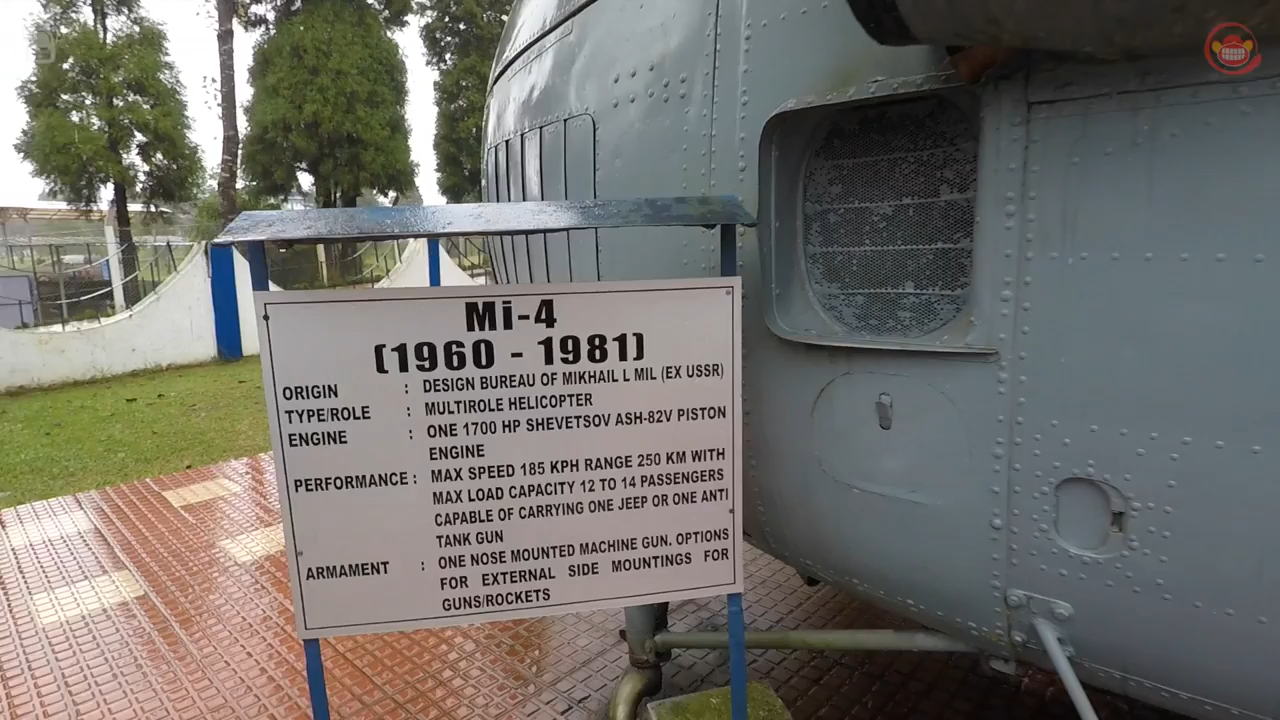 Mi-4
(1960 - 1981)
ORIGIN : DESIGN BUREAU OF MIKHAIL L MIL (EX USSR)
TYPE/ROLE : MULTIROLE HELICOPTER
ENGINE : ONE 1700 HP SHEVETSOV ASH-82V PISTON
ENGINE
PERFORMANCE : MAX SPEED 185 KPH RANGE 250 KM WITH
MAX LOAD CAPACITY 12 TO 14 PASSENGERS
CAPABLE OF CARRYING ONE JEEP OR ONE ANTI
TANK GUN
ARMAMENT : ONE NOSE MOUNTED MACHINE GUN. OPTIONS
FOR EXTERNAL SIDE MOUNTINGS FOR
GUNS/ROCKETS